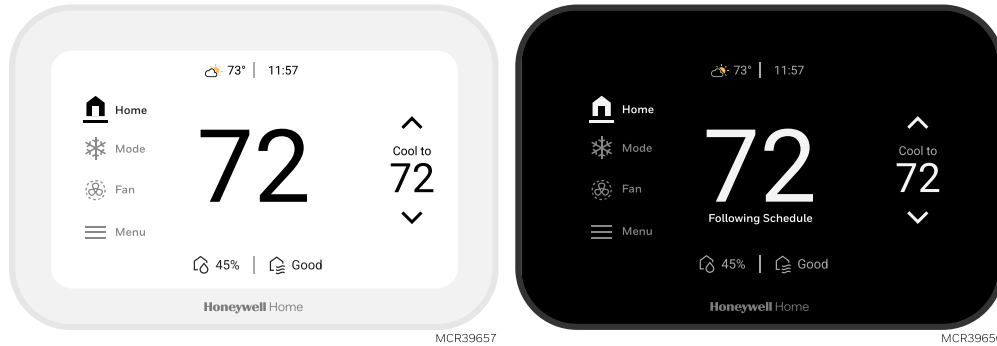 73° 11:57
Home
Mode
Fan
Menu
72
Cool to
72
45% Good
Honeywell Home
MCR39657
73° 11:57
Home
Mode
Fan
Menu
72
Following Schedule
Cool to
72
45% Good
Honeywell Home
MCR3965